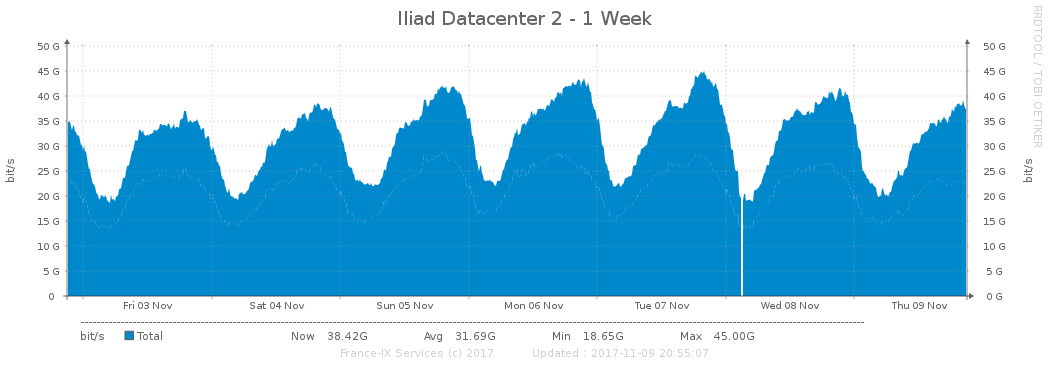 Iliad Datacenter 2 - 1 Week
RRDTOOL / TOBI OETIKER
50 G 50 G
45 G 45 G
40 G 40 G
35 G 35 G
30 G 30 G
25 G 25 G
20 G 20 G
15 G 15 G
10 G 10 G
5 G 5 G
0 0 G
bit/s bit/s
Fri 03 Nov Sat 04 Nov Sun 05 Nov Mon 06 Nov Tue 07 Nov Wed 08 Nov Thu 09 Nov
bit/s Total Now 38.42G Avg 31.69G Min 18.65G Max 45.00G
France-IX Services (c) 2017 Updated : 2017-11-09 20:55:07